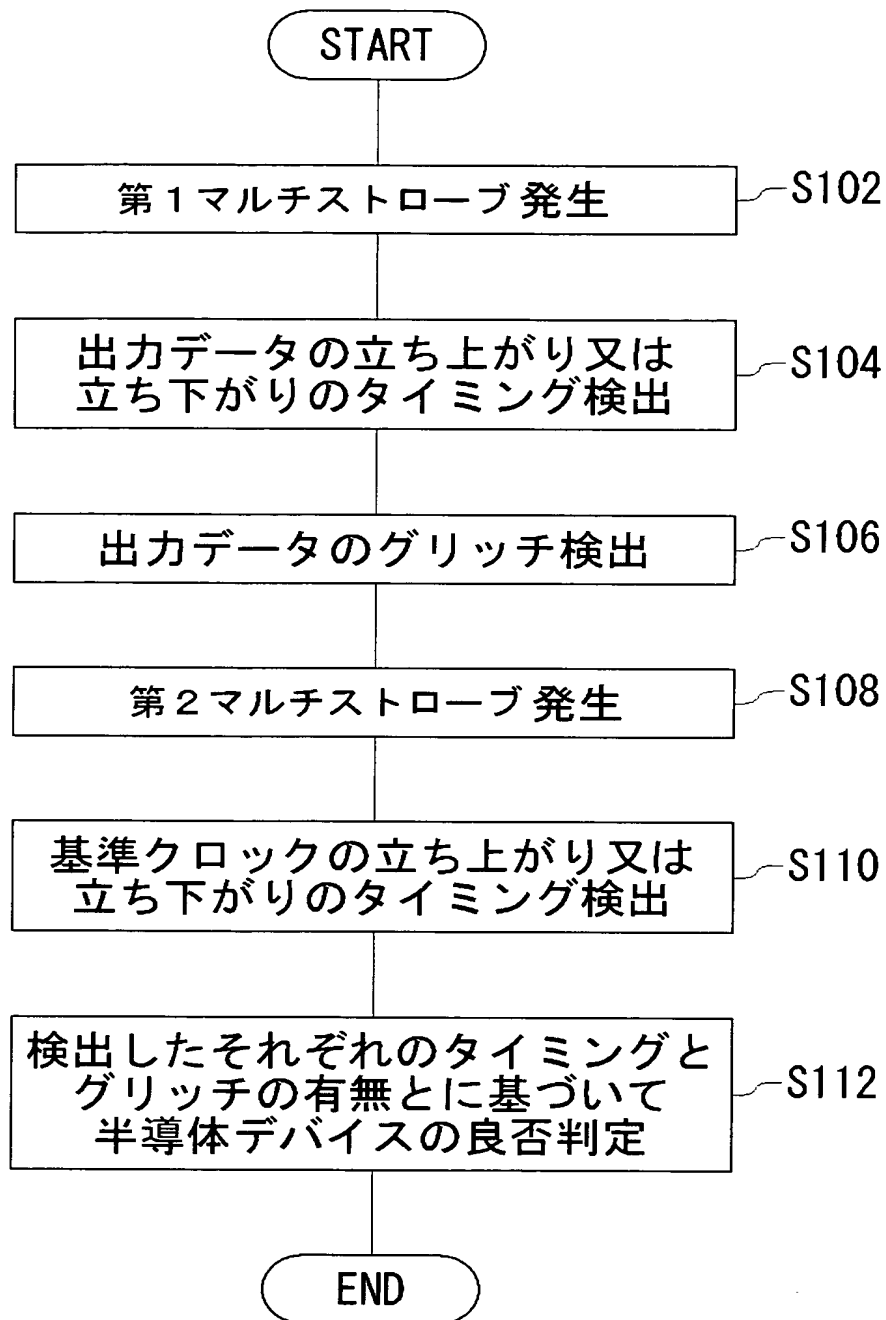 START
第１マルチストローブ発生
S102
出力データの立ち上がり又は
立ち下がりのタイミング検出
S104
出力データのグリッチ検出
S106
第２マルチストローブ発生
S108
基準クロックの立ち上がり又は
立ち下がりのタイミング検出
S110
検出したそれぞれのタイミングと
グリッチの有無とに基づいて
半導体デバイスの良否判定
S112
END